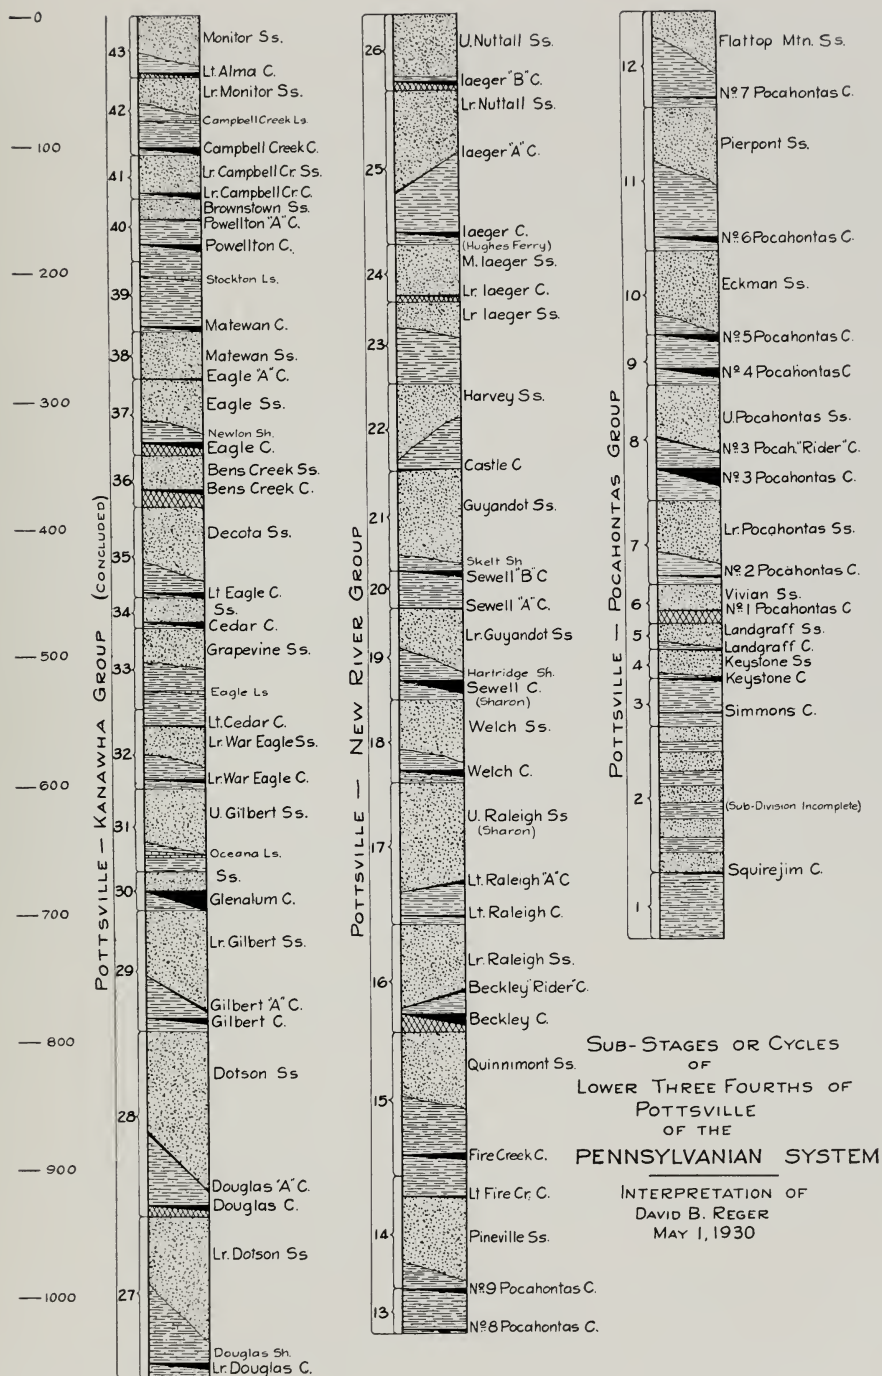 0
100
200
300
400
500
600
700
800
900
1000
POTTSVILLE — KANAWHA GROUP (CONCLUDED)
43
Monitor Ss.
Lt. Alma C.
42
Lr. Monitor Ss.
Campbell Creek Ls.
Campbell Creek C.
41
Lr. Campbell Cr. Ss.
Lr. Campbell Cr. C.
40
Brownstown Ss.
Powellton "A" C.
Powellton C.
39
Stockton Ls.
Matewan C.
38
Matewan Ss.
Eagle "A" C.
37
Eagle Ss.
Newlon Sh.
Eagle C.
36
Bens Creek Ss.
Bens Creek C.
35
Decota Ss.
Lt Eagle C.
34
Ss.
Cedar C.
33
Grapevine Ss.
Eagle Ls
Lt. Cedar C.
32
Lr. War Eagle Ss.
Lr. War Eagle C.
31
U. Gilbert Ss.
Oceana Ls.
30
Ss.
Glenalum C.
29
Lr. Gilbert Ss.
Gilbert "A" C.
Gilbert C.
28
Dotson Ss
Douglas "A" C.
Douglas C.
27
Lr. Dotson Ss
Douglas Sh.
Lr. Douglas C.
POTTSVILLE — NEW RIVER GROUP
26
U. Nuttall Ss.
Iaeger "B" C.
25
Lr. Nuttall Ss.
Iaeger "A" C.
Iaeger C.
(Hughes Ferry)
24
M. Iaeger Ss.
Lr. Iaeger C.
23
Lr Iaeger Ss.
22
Harvey Ss.
Castle C
21
Guyandot Ss.
Skelt Sh
20
Sewell "B" C
Sewell "A" C.
19
Lr. Guyandot Ss
Hartridge Sh.
Sewell C.
(Sharon)
18
Welch Ss.
Welch C.
17
U. Raleigh Ss
(Sharon)
Lt. Raleigh "A" C
Lt. Raleigh C.
16
Lr. Raleigh Ss.
Beckley "Rider" C.
Beckley C.
15
Quinnimont Ss.
Fire Creek C.
14
Lt Fire Cr. C.
Pineville Ss.
Nº 9 Pocahontas C.
13
Nº 8 Pocahontas C.
POTTSVILLE — POCAHONTAS GROUP
12
Flattop Mtn. Ss.
Nº 7 Pocahontas C.
11
Pierpont Ss.
Nº 6 Pocahontas C.
10
Eckman Ss.
Nº 5 Pocahontas C.
9
Nº 4 Pocahontas C
8
U. Pocahontas Ss.
Nº 3 Pocah. "Rider" C.
Nº 3 Pocahontas C.
7
Lr. Pocahontas Ss.
Nº 2 Pocahontas C.
6
Vivian Ss.
Nº 1 Pocahontas C
5
Landgraff Ss.
Landgraff C.
4
Keystone Ss
Keystone C
3
Simmons C.
2
(Sub-Division Incomplete)
Squirejim C.
1
SUB-STAGES OR CYCLES
OF
LOWER THREE FOURTHS OF
POTTSVILLE
OF THE
PENNSYLVANIAN SYSTEM
INTERPRETATION OF
DAVID B. REGER
MAY 1, 1930